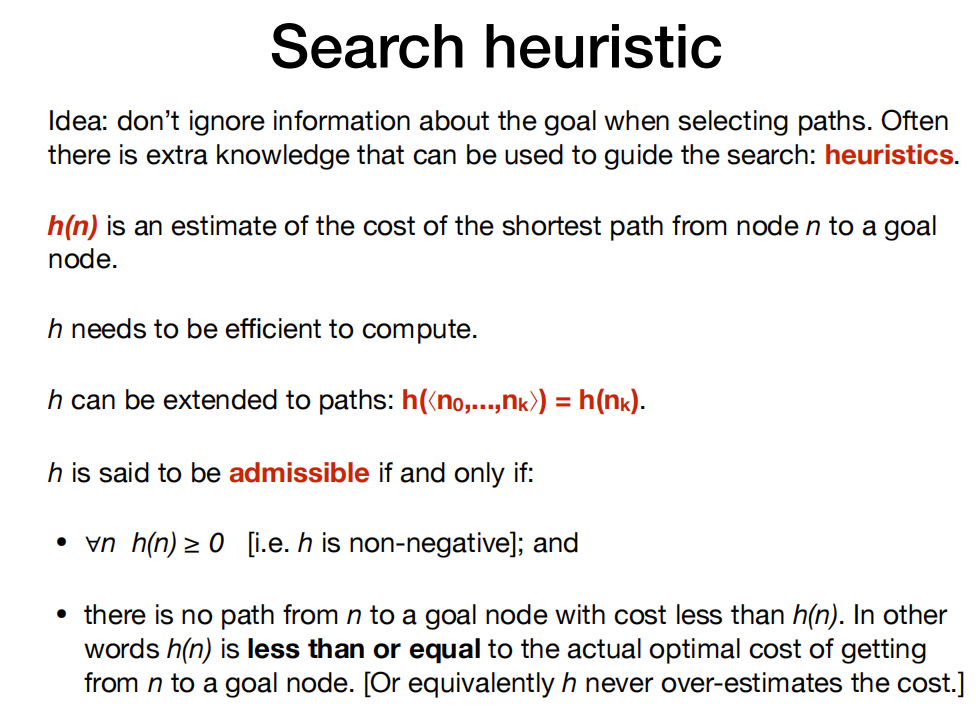 Search heuristic
Idea: don’t ignore information about the goal when selecting paths. Often
there is extra knowledge that can be used to guide the search: heuristics.
h(n) is an estimate of the cost of the shortest path from node n to a goal
node.
h needs to be efficient to compute.
h can be extended to paths: h(⟨n₀,...,nₖ⟩) = h(nₖ).
h is said to be admissible if and only if:
• ∀n h(n) ≥ 0 [i.e. h is non-negative]; and
• there is no path from n to a goal node with cost less than h(n). In other
words h(n) is less than or equal to the actual optimal cost of getting
from n to a goal node. [Or equivalently h never over-estimates the cost.]